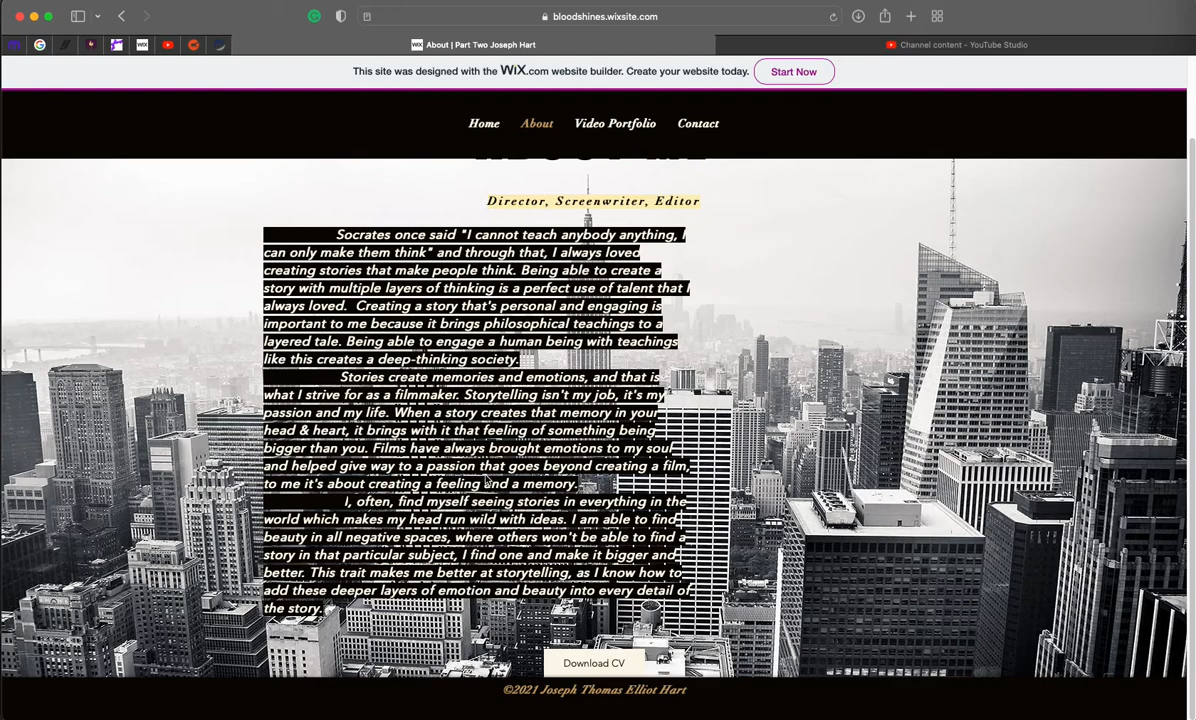 bloodshines.wixsite.com
WIX About | Part Two Joseph Hart
Channel content - YouTube Studio
This site was designed with the WiX.com website builder. Create your website today. Start Now
Home About Video Portfolio Contact
ABOUT ME
Director, Screenwriter, Editor
Socrates once said "I cannot teach anybody anything, I
can only make them think" and through that, I always loved
creating stories that make people think. Being able to create a
story with multiple layers of thinking is a perfect use of talent that I
always loved. Creating a story that's personal and engaging is
important to me because it brings philosophical teachings to a
layered tale. Being able to engage a human being with teachings
like this creates a deep-thinking society.
Stories create memories and emotions, and that is
what I strive for as a filmmaker. Storytelling isn't my job, it's my
passion and my life. When a story creates that memory in your
head & heart, it brings with it that feeling of something being
bigger than you. Films have always brought emotions to my soul
and helped give way to a passion that goes beyond creating a film,
to me it's about creating a feeling and a memory.
I, often, find myself seeing stories in everything in the
world which makes my head run wild with ideas. I am able to find
beauty in all negative spaces, where others won't be able to find a
story in that particular subject, I find one and make it bigger and
better. This trait makes me better at storytelling, as I know how to
add these deeper layers of emotion and beauty into every detail of
the story.
Download CV
©2021 Joseph Thomas Elliot Hart